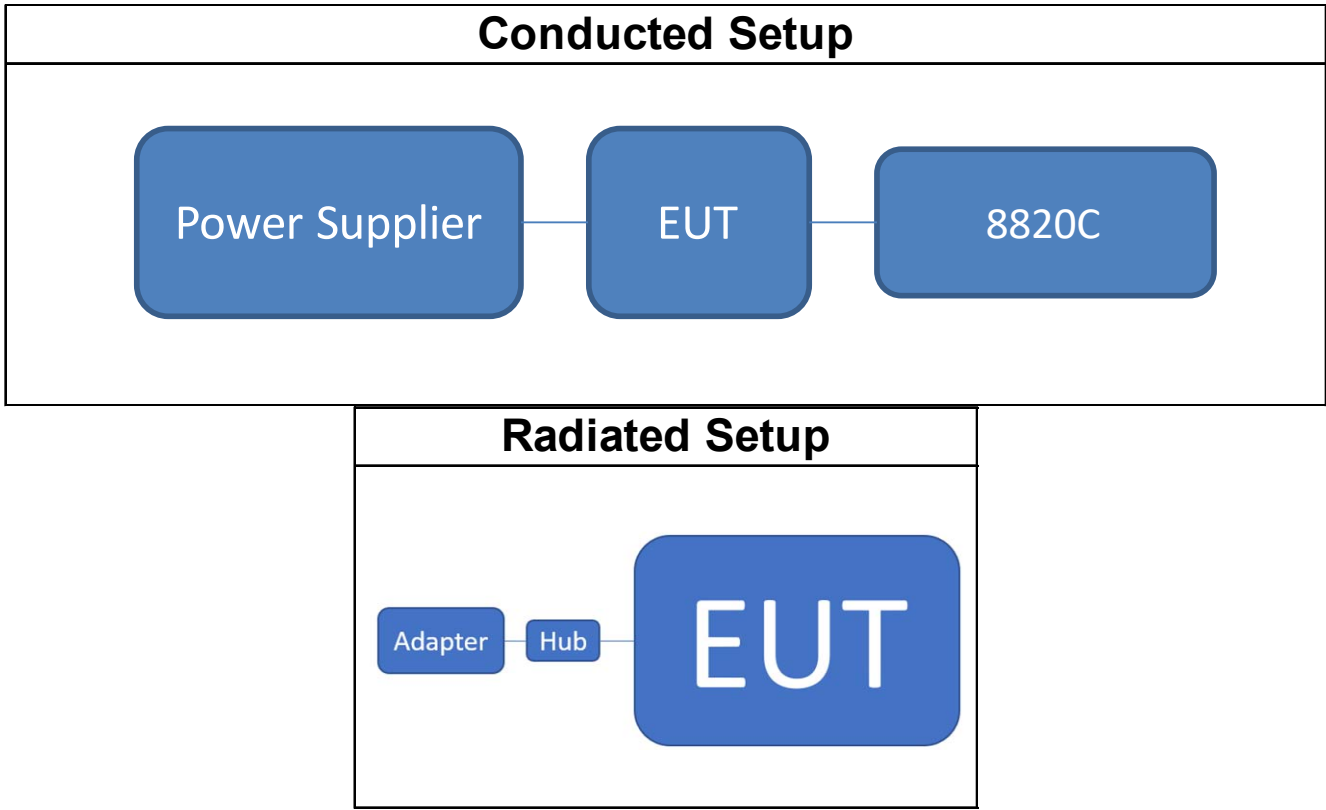 Conducted Setup
Power Supplier
EUT
8820C
Radiated Setup
Adapter
Hub
EUT